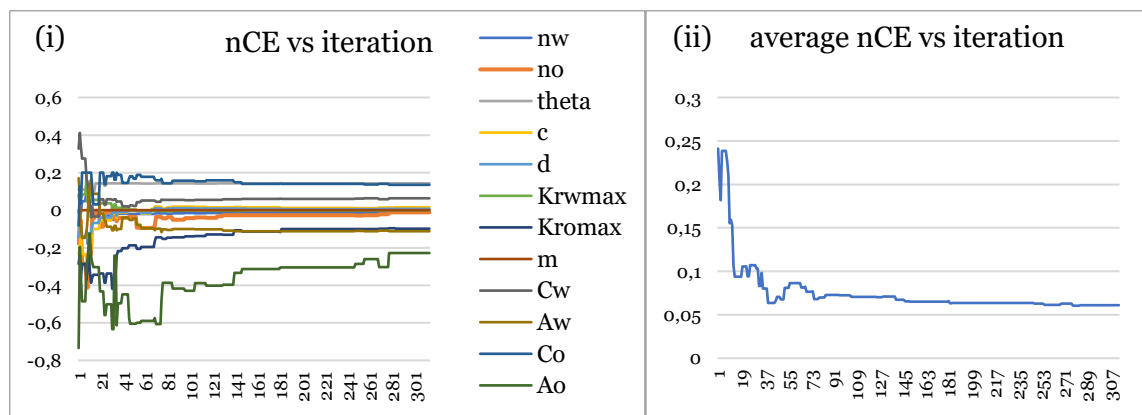 (i) nCE vs iteration
0,6
0,4
0,2
0
-0,2
-0,4
-0,6
-0,8
1 21 41 61 81 101 121 141 161 181 201 221 241 261 281 301
nw
no
theta
c
d
Krwmax
Kromax
m
Cw
Aw
Co
Ao
(ii) average nCE vs iteration
0,3
0,25
0,2
0,15
0,1
0,05
0
1 19 37 55 73 91 109 127 145 163 181 199 217 235 253 271 289 307